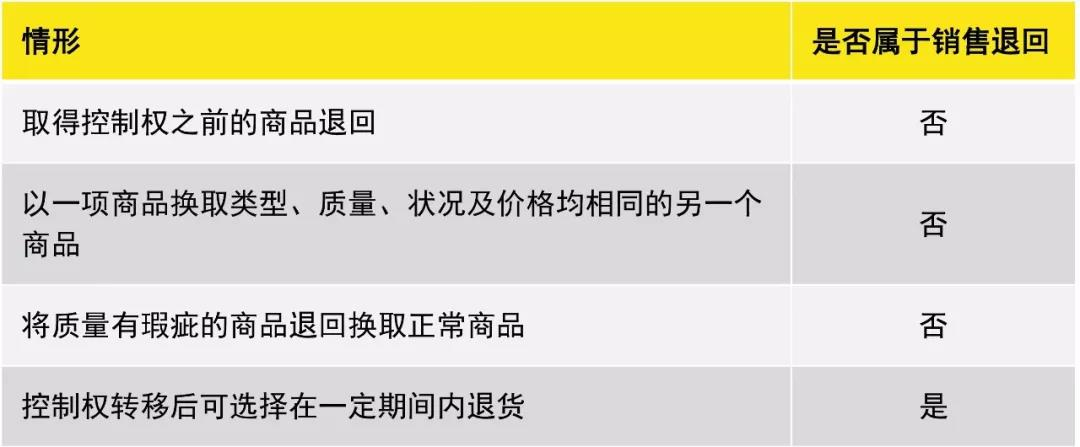 情形
是否属于销售退回
取得控制权之前的商品退回
否
以一项商品换取类型、质量、状况及价格均相同的另一个
商品
否
将质量有瑕疵的商品退回换取正常商品
否
控制权转移后可选择在一定期间内退货
是